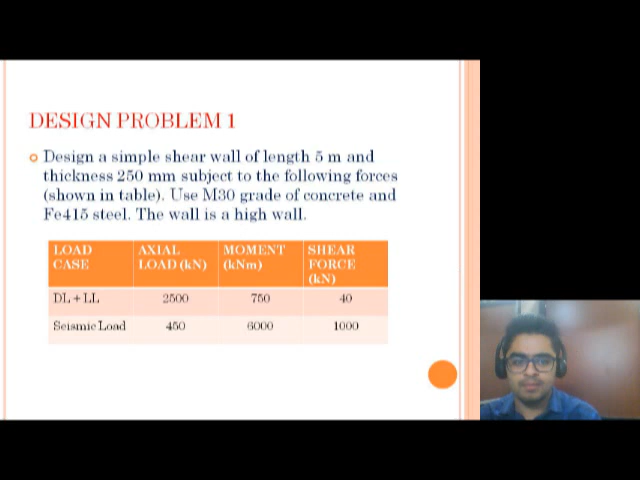 DESIGN PROBLEM 1
Design a simple shear wall of length 5 m and
thickness 250 mm subject to the following forces
(shown in table). Use M30 grade of concrete and
Fe415 steel. The wall is a high wall.
LOAD CASE AXIAL LOAD (kN) MOMENT (kNm) SHEAR FORCE (kN)
DL + LL 2500 750 40
Seismic Load 450 6000 1000